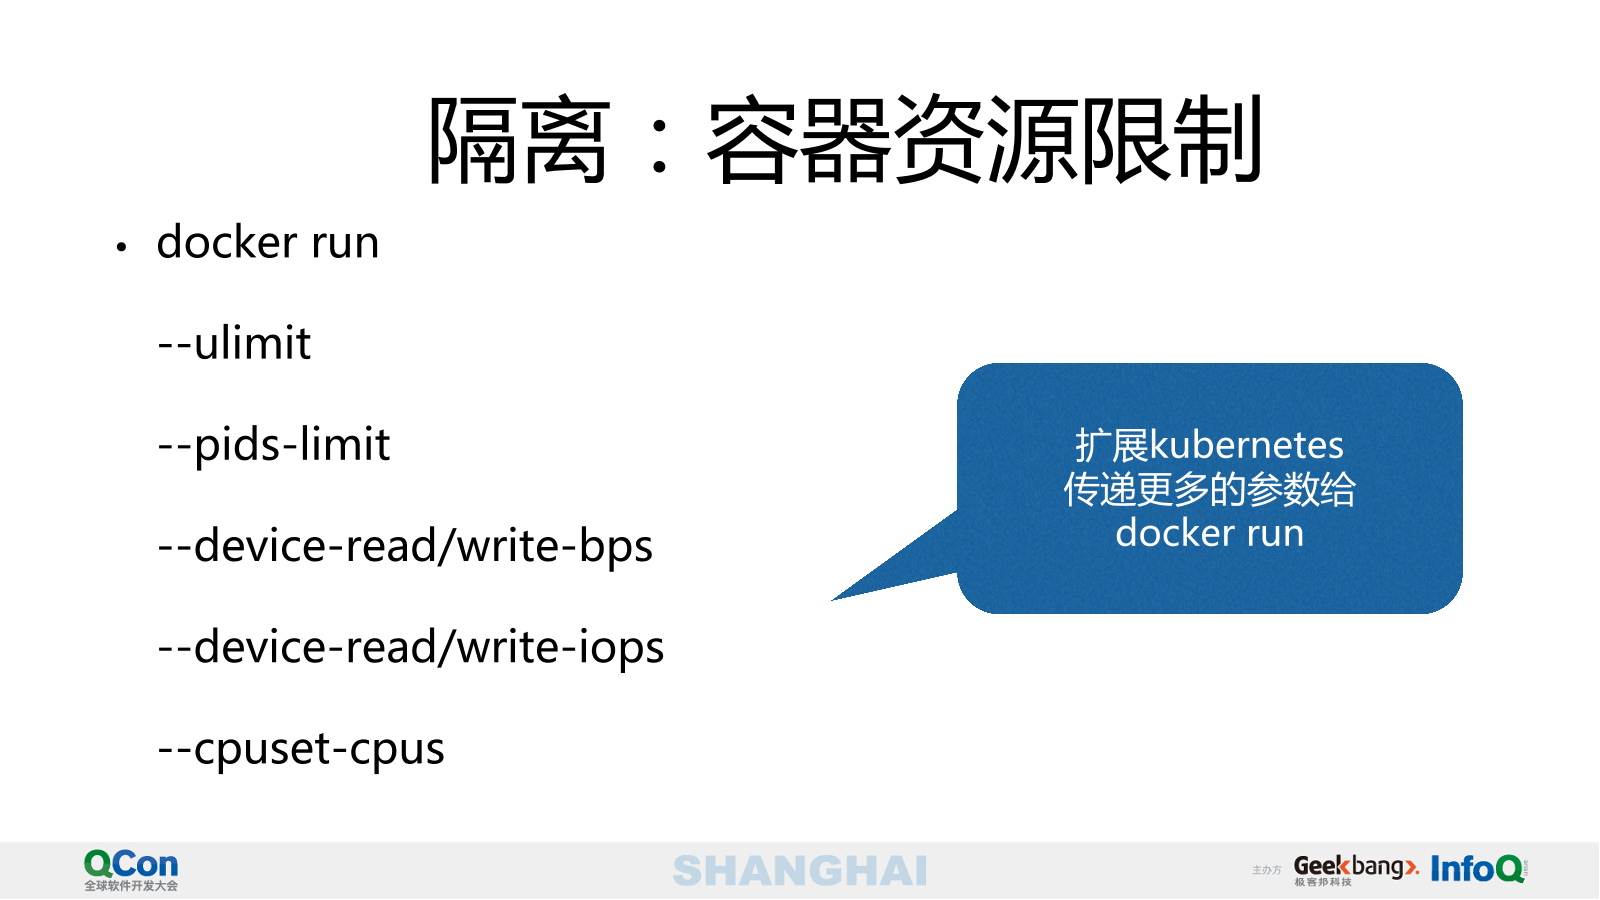 隔离：容器资源限制
• docker run
--ulimit
--pids-limit
--device-read/write-bps
--device-read/write-iops
--cpuset-cpus
扩展kubernetes
传递更多的参数给
docker run
QCon
全球软件开发大会
SHANGHAI
主办方
Geekbang>.
极客邦科技
InfoQ